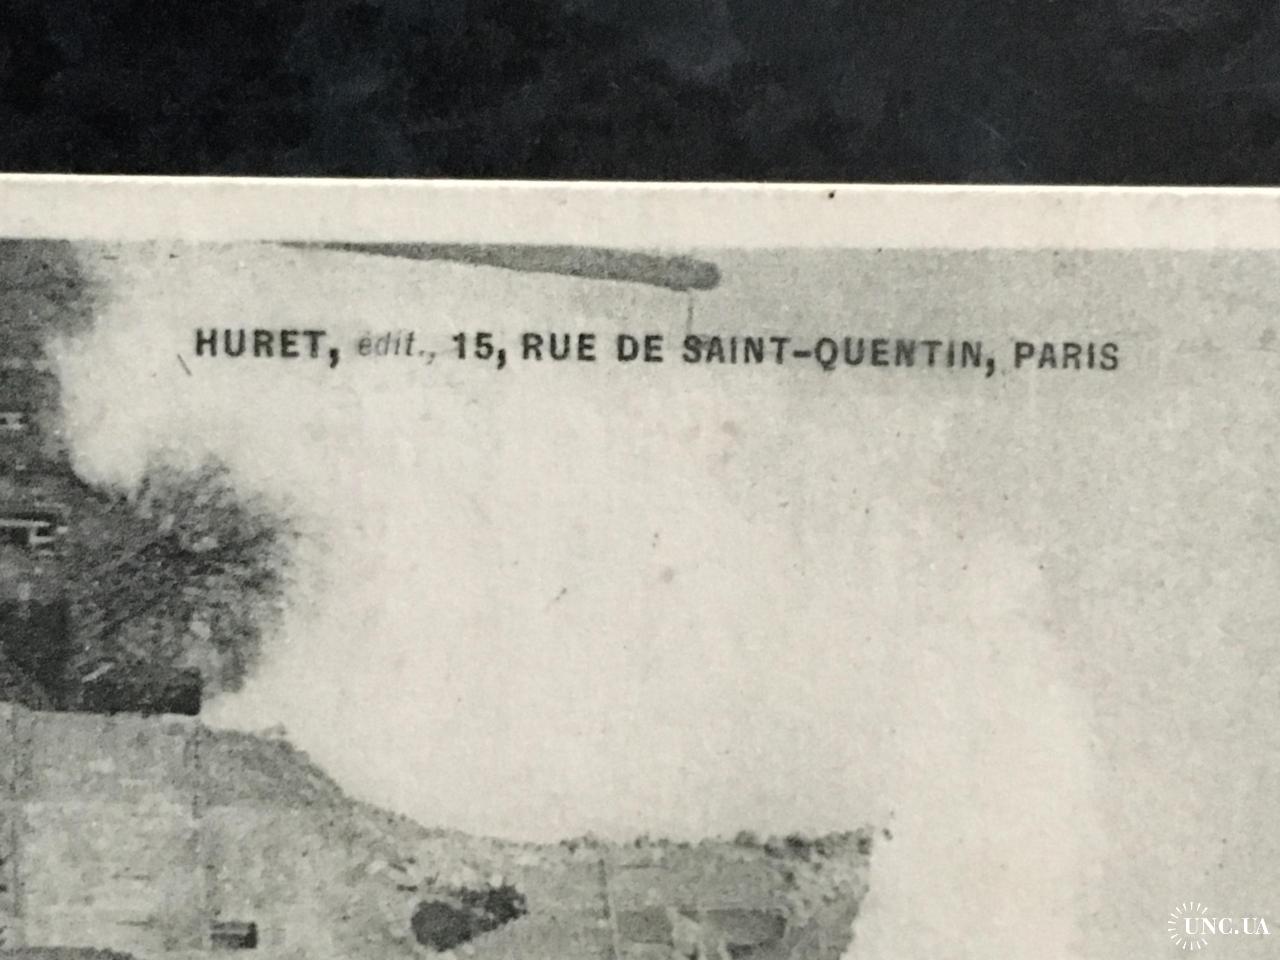 HURET, édit., 15, RUE DE SAINT-QUENTIN, PARIS
UNC.UA